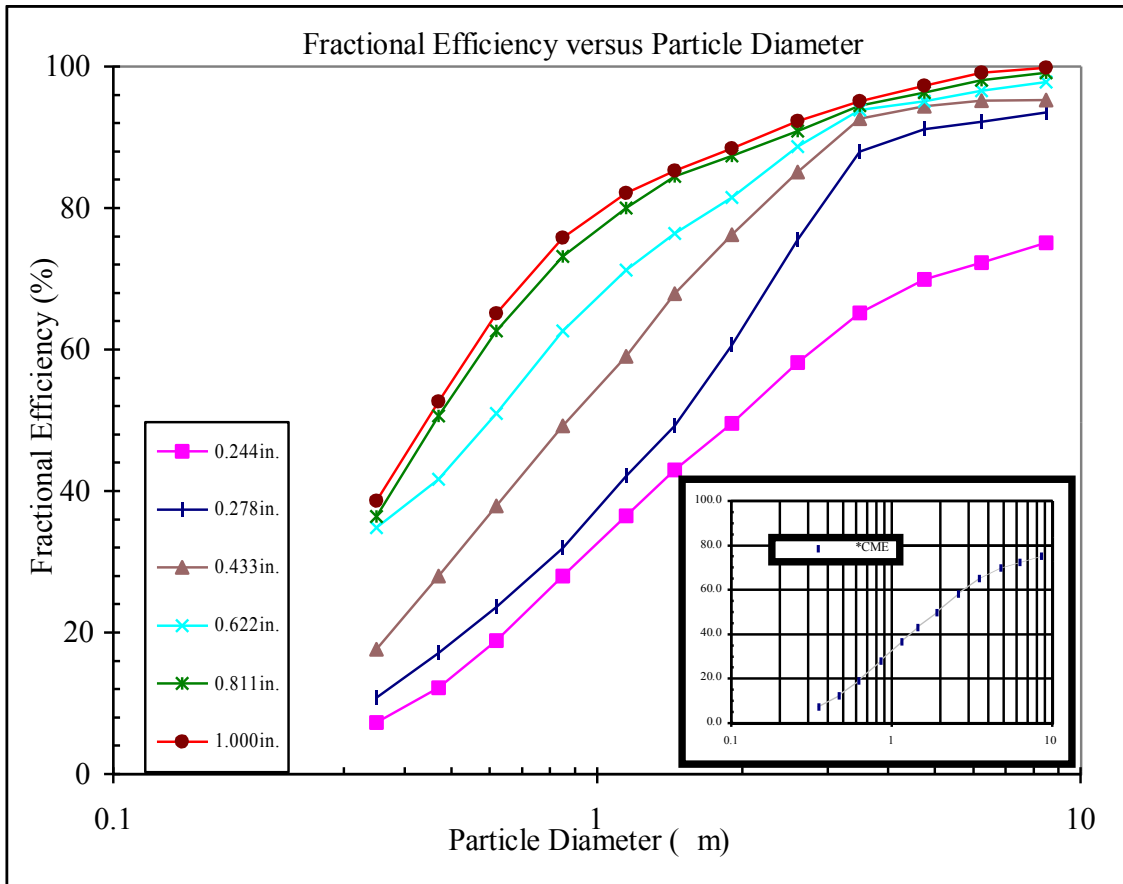 Fractional Efficiency versus Particle Diameter
100
80
60
40
20
0
Fractional Efficiency (%)
0.244in.
0.278in.
0.433in.
0.622in.
0.811in.
1.000in.
100.0
80.0
60.0
40.0
20.0
0.0
*CME
0.1
1
10
0.1
1
10
Particle Diameter ( m)